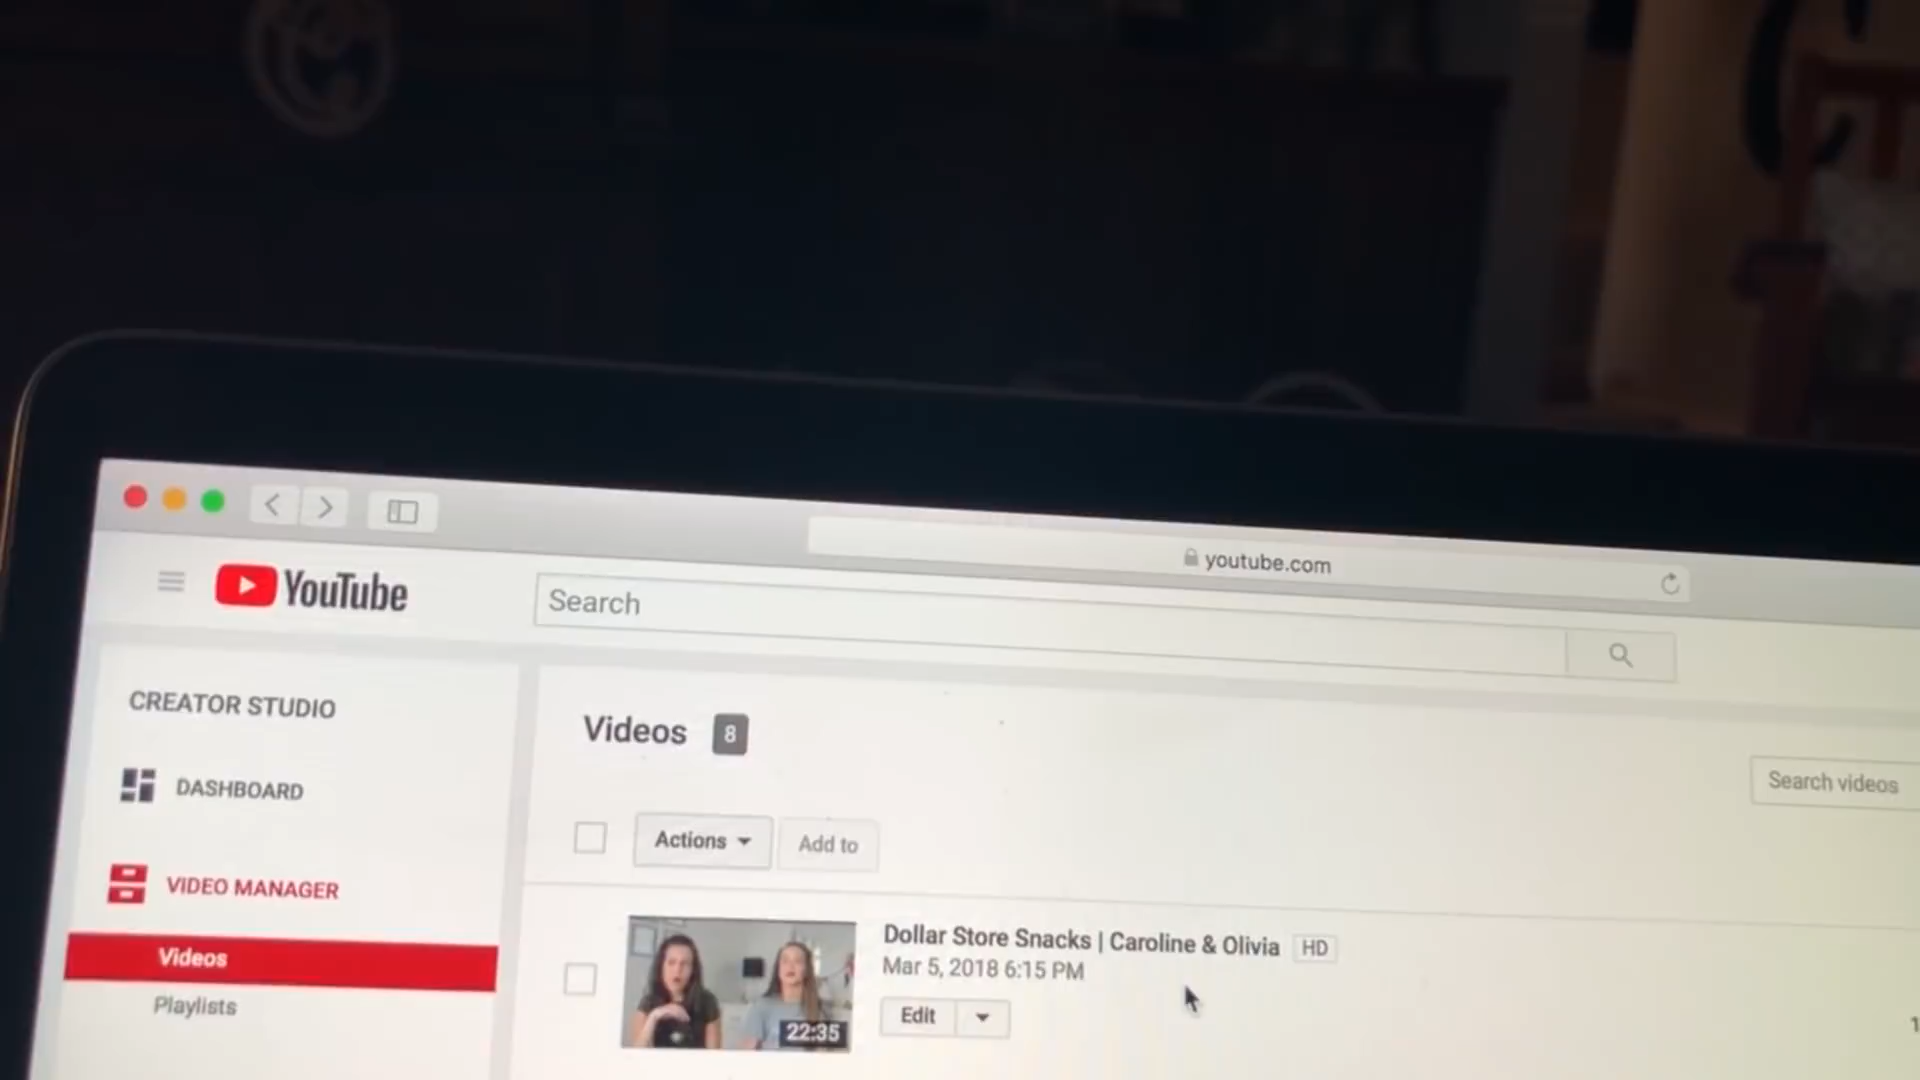 youtube.com
YouTube
Search
CREATOR STUDIO
Videos 8
Search videos
DASHBOARD
Actions
Add to
VIDEO MANAGER
Dollar Store Snacks | Caroline & Olivia HD
Videos
Mar 5, 2018 6:15 PM
Playlists
Edit
22:35